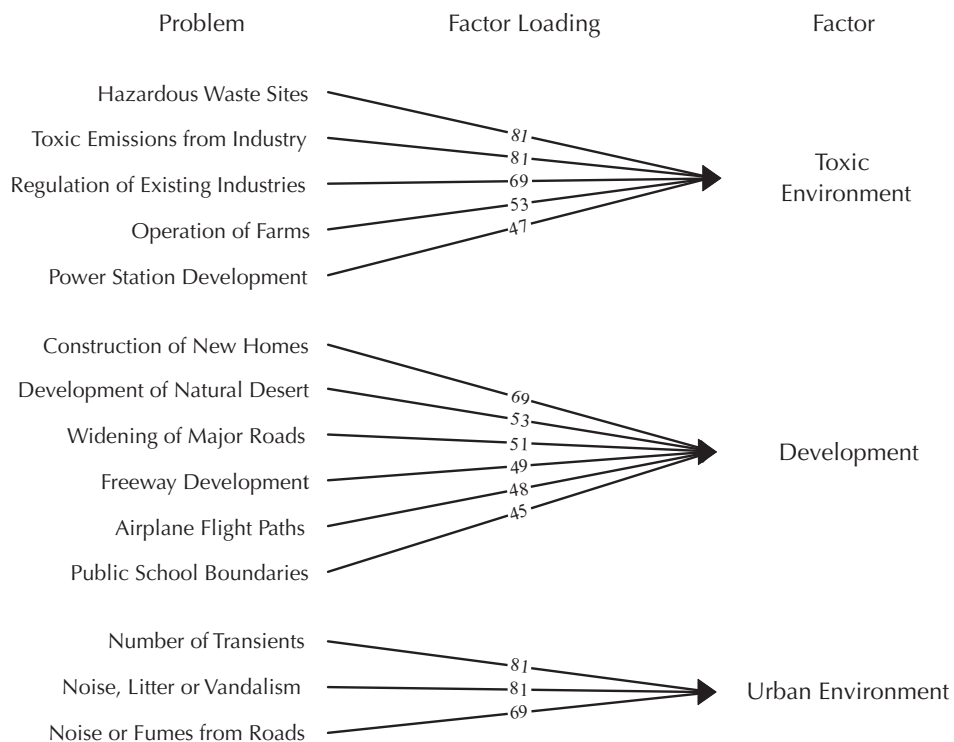 Problem Factor Loading Factor
Hazardous Waste Sites 81
Toxic Emissions from Industry 81
Regulation of Existing Industries 69
Operation of Farms 53
Power Station Development 47
Toxic
Environment
Construction of New Homes 69
Development of Natural Desert 53
Widening of Major Roads 51
Freeway Development 49
Airplane Flight Paths 48
Public School Boundaries 45
Development
Number of Transients 81
Noise, Litter or Vandalism 81
Noise or Fumes from Roads 69
Urban Environment